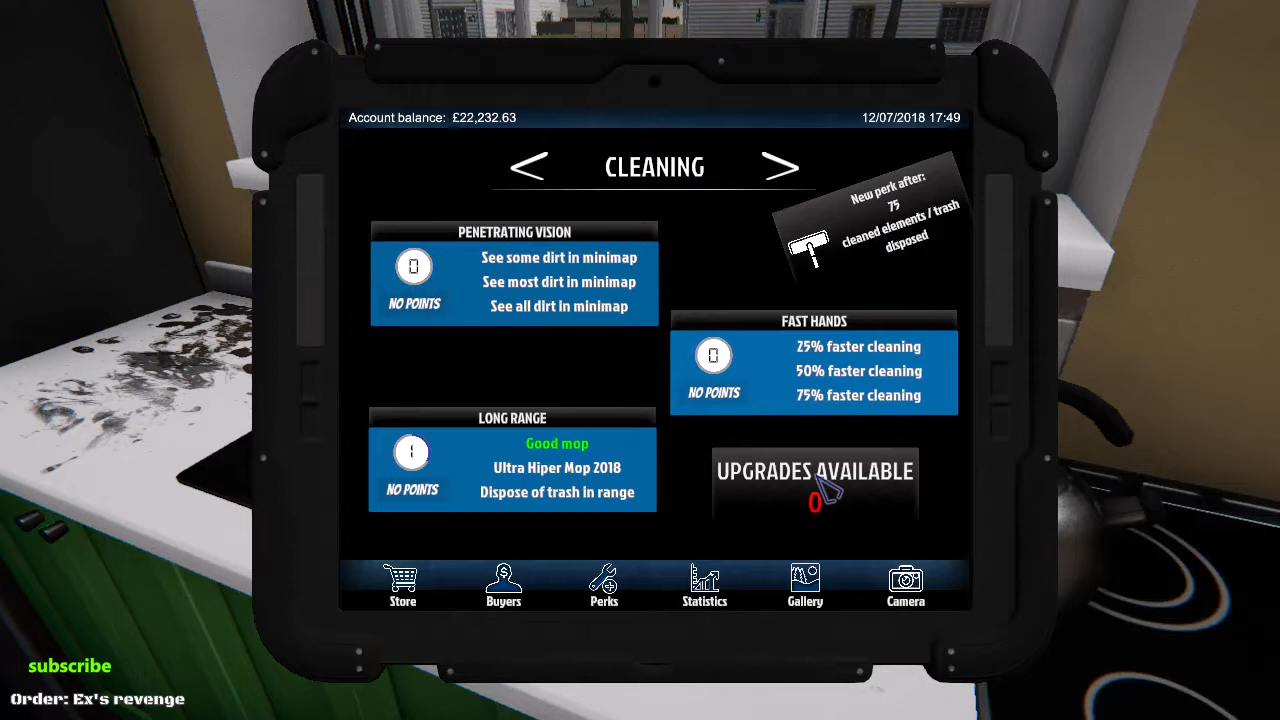 Account balance: £22,232.63
12/07/2018 17:49
< CLEANING >
New perk after:
75
cleaned elements / trash
disposed
PENETRATING VISION
0
NO POINTS
See some dirt in minimap
See most dirt in minimap
See all dirt in minimap
FAST HANDS
0
NO POINTS
25% faster cleaning
50% faster cleaning
75% faster cleaning
LONG RANGE
1
NO POINTS
Good mop
Ultra Hiper Mop 2018
Dispose of trash in range
UPGRADES AVAILABLE
0
Store
Buyers
Perks
Statistics
Gallery
Camera
subscribe
Order: Ex's revenge